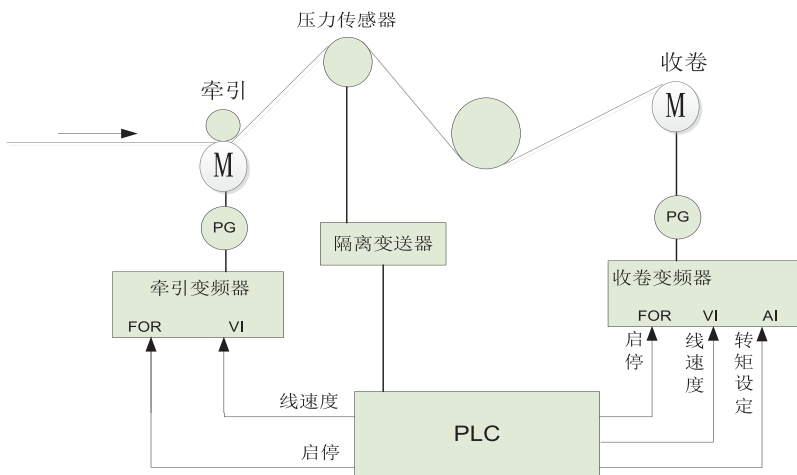 压力传感器
牵引
收卷
M
M
PG
PG
隔离变送器
牵引变频器
FOR VI
收卷变频器
FOR VI AI
启停
线速度
转矩设定
线速度
启停
PLC